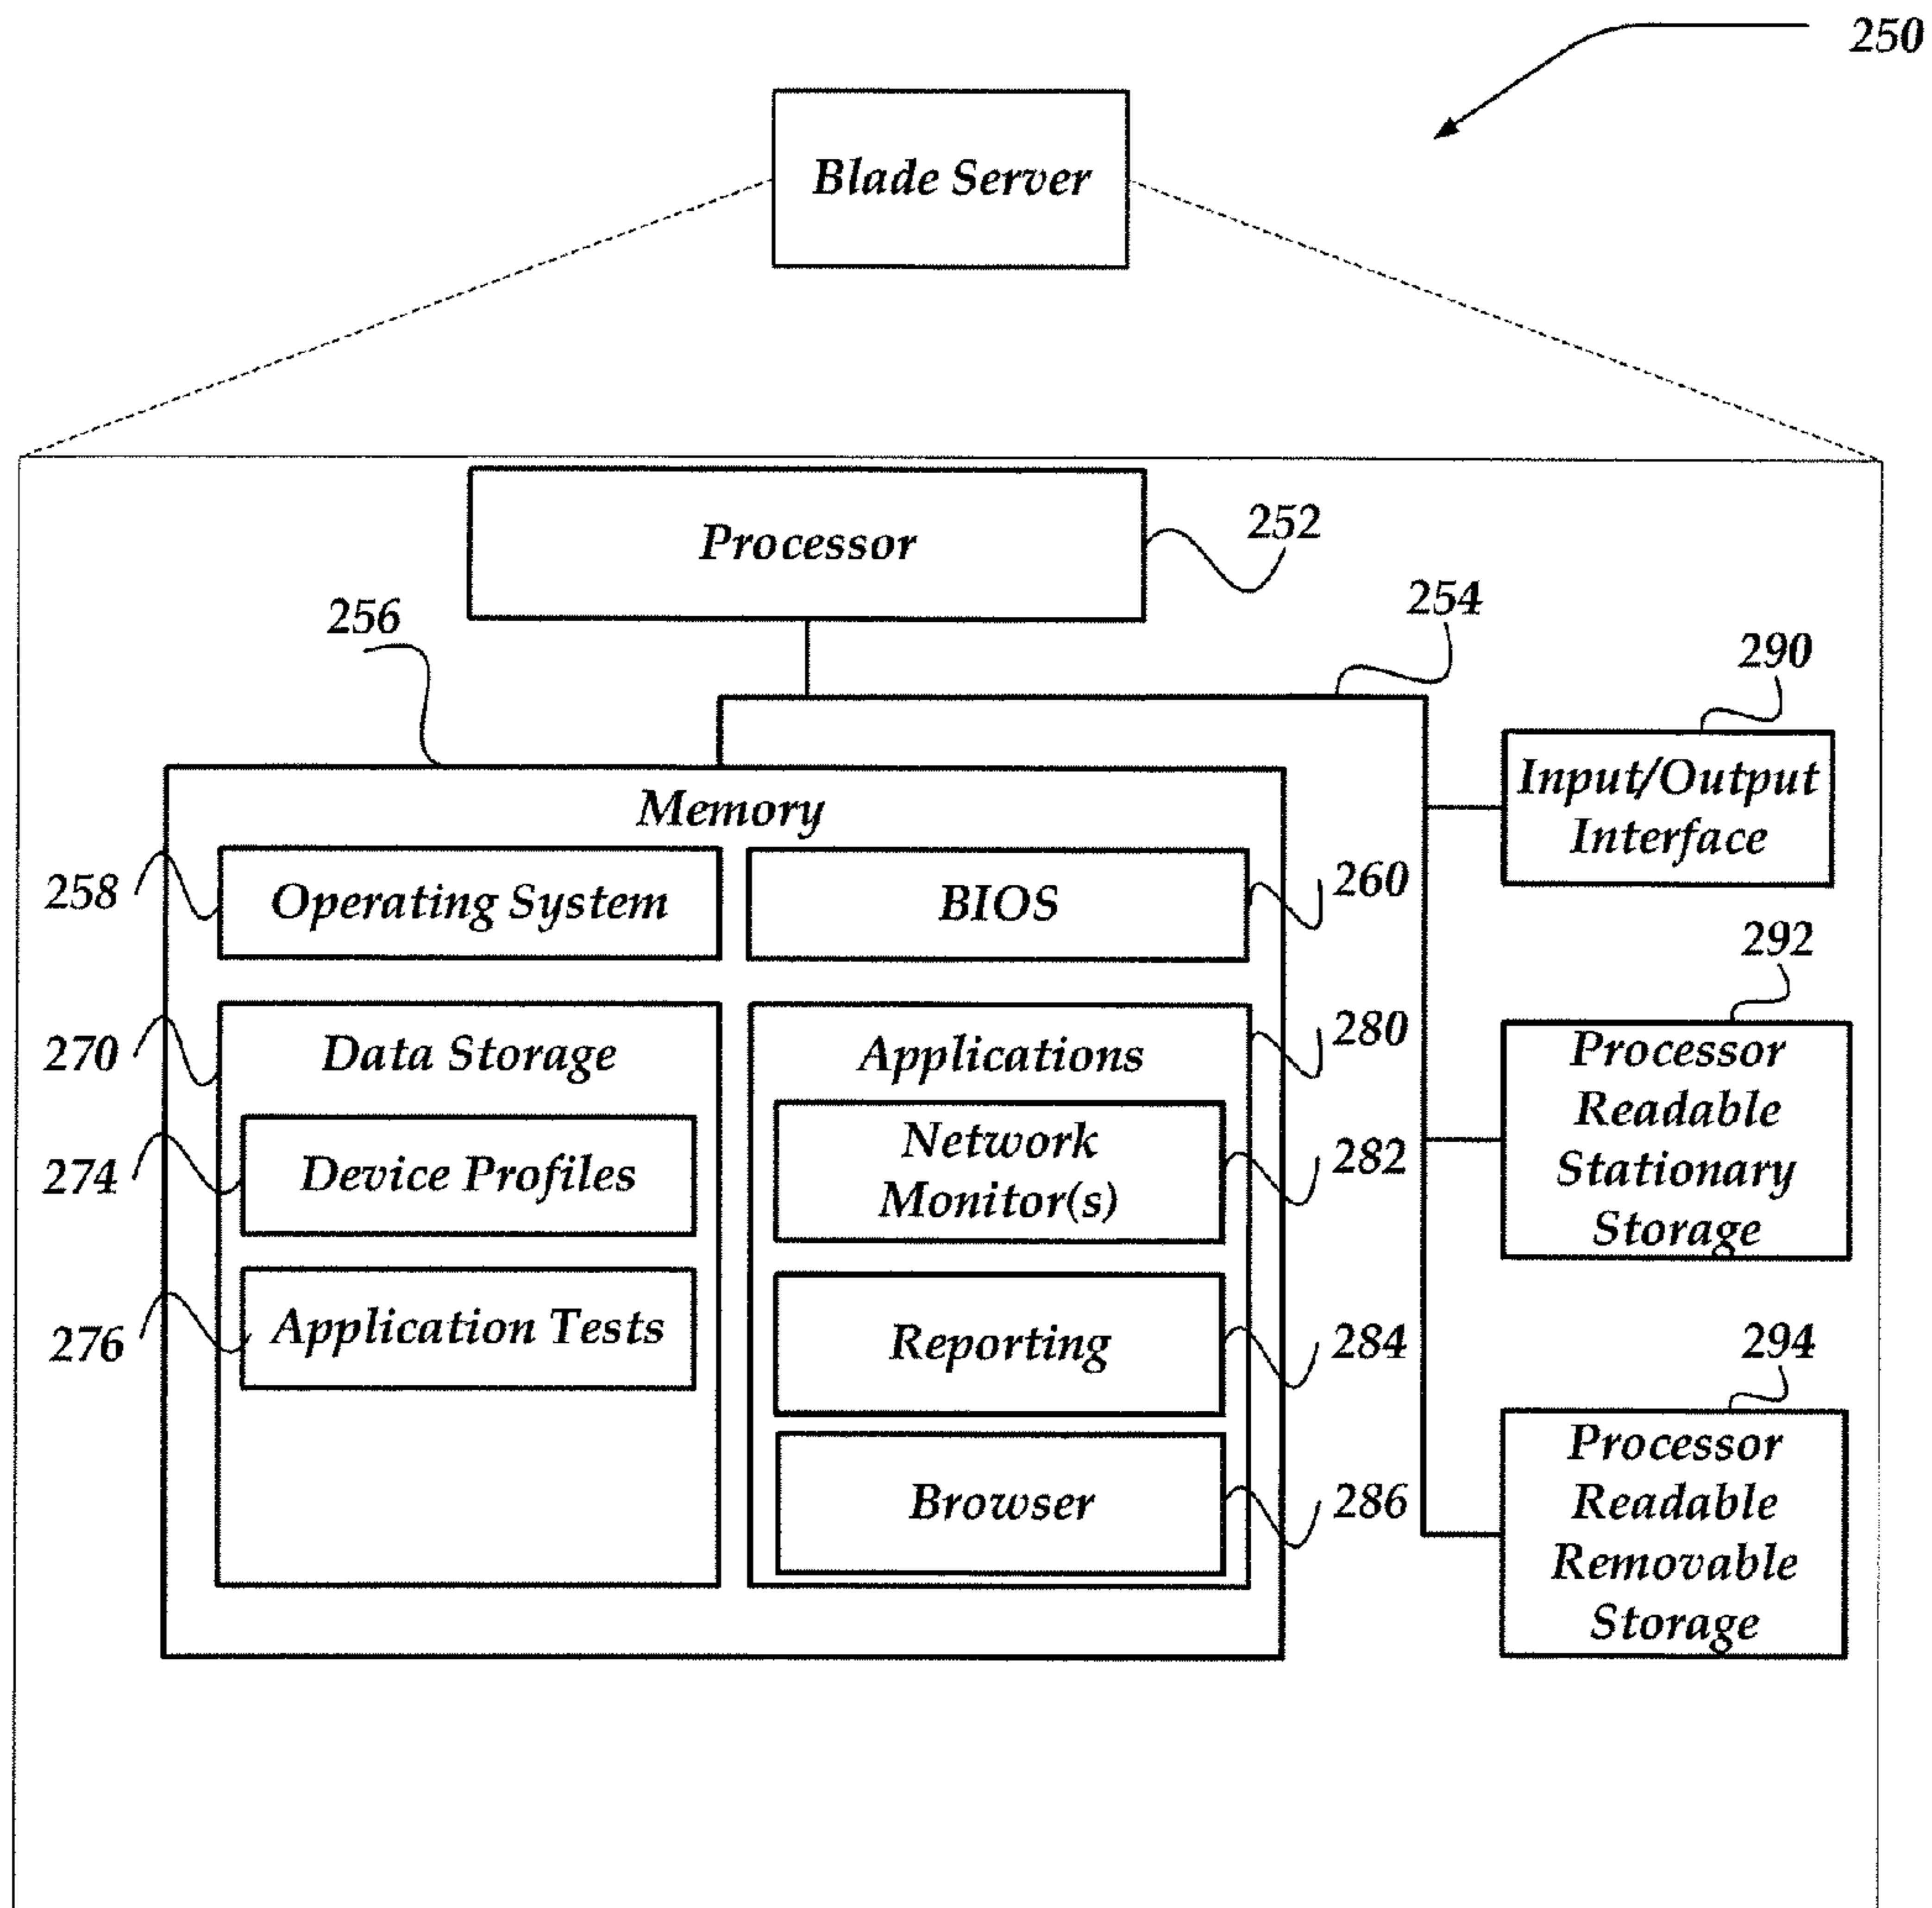 250
Blade Server
Processor
252
256
254
290
Input/Output
Interface
Memory
258
Operating System
BIOS
260
292
270
Data Storage
Applications
280
Processor
Readable
Stationary
Storage
274
Device Profiles
Network
Monitor(s)
282
276
Application Tests
Reporting
284
294
Browser
286
Processor
Readable
Removable
Storage